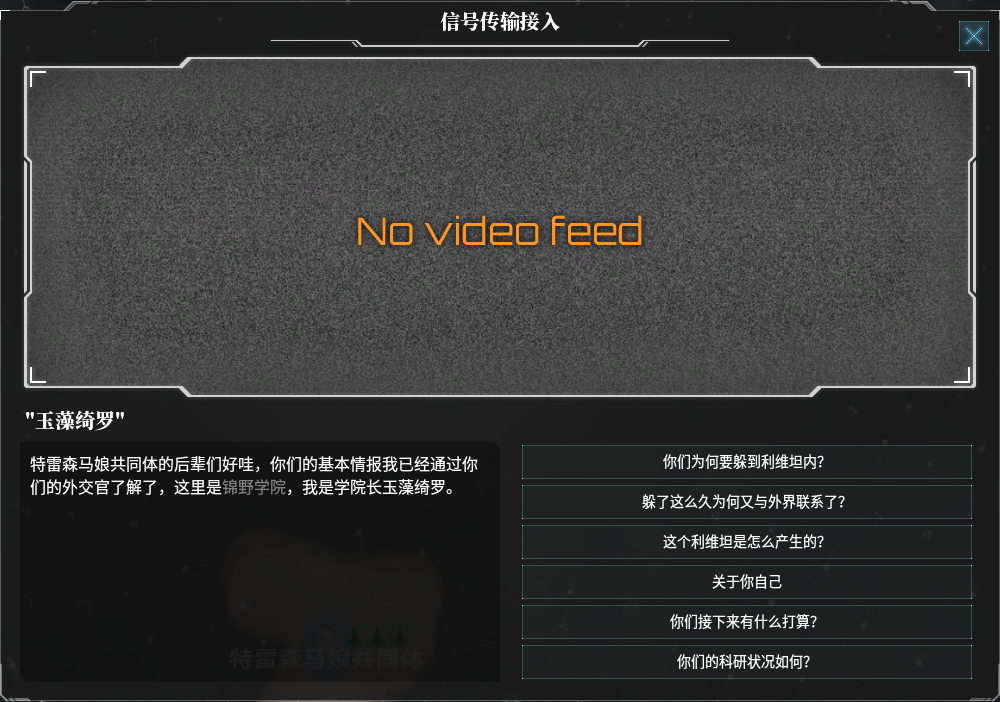 信号传输接入
No video feed
"玉藻绮罗"
特雷森马娘共同体的后辈们好哇，你们的基本情报我已经通过你
们的外交官了解了，这里是锦野学院，我是学院长玉藻绮罗。
特雷森马娘共同体
你们为何要躲到利维坦内？
躲了这么久为何又与外界联系了？
这个利维坦是怎么产生的？
关于你自己
你们接下来有什么打算？
你们的科研状况如何？